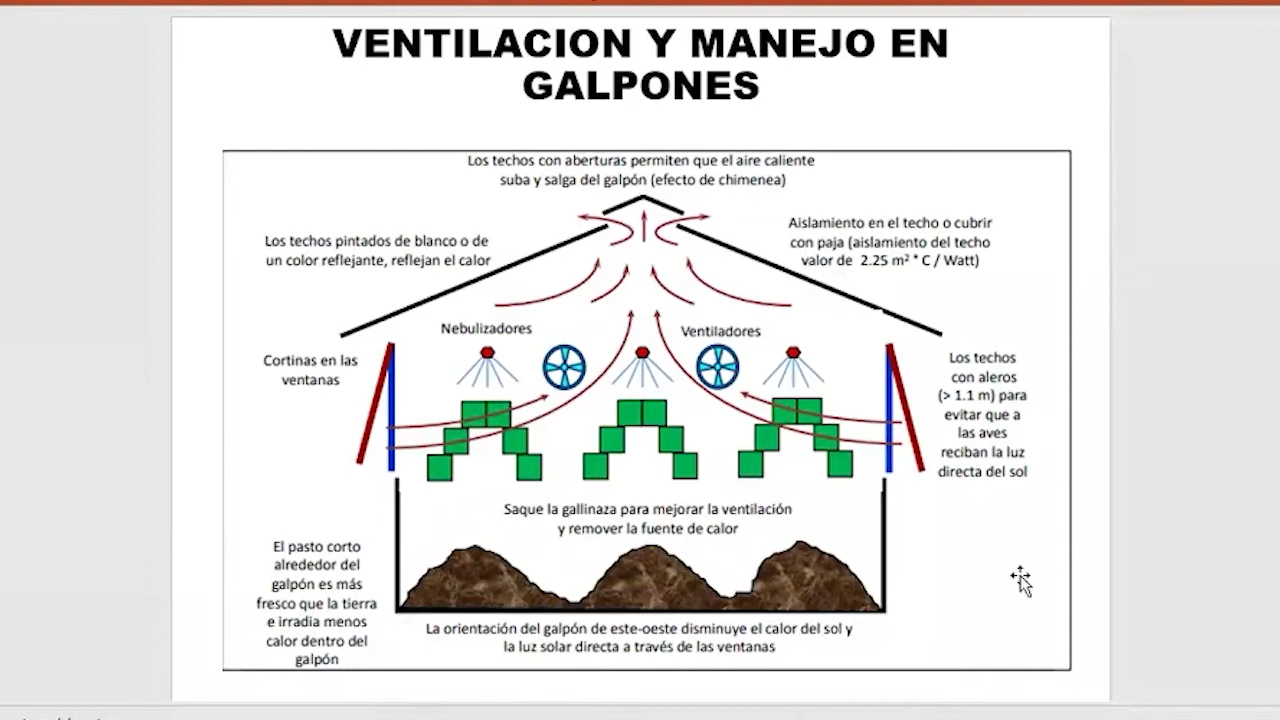 VENTILACION Y MANEJO EN
GALPONES
Los techos con aberturas permiten que el aire caliente
suba y salga del galpón (efecto de chimenea)
Los techos pintados de blanco o de
un color reflejante, reflejan el calor
Aislamiento en el techo o cubrir
con paja (aislamiento del techo
valor de 2.25 m² * C / Watt)
Nebulizadores
Ventiladores
Cortinas en las
ventanas
Los techos
con aleros
(> 1.1 m) para
evitar que a
las aves
reciban la luz
directa del sol
Saque la gallinaza para mejorar la ventilación
y remover la fuente de calor
El pasto corto
alrededor del
galpón es más
fresco que la tierra
e irradia menos
calor dentro del
galpón
La orientación del galpón de este-oeste disminuye el calor del sol y
la luz solar directa a través de las ventanas